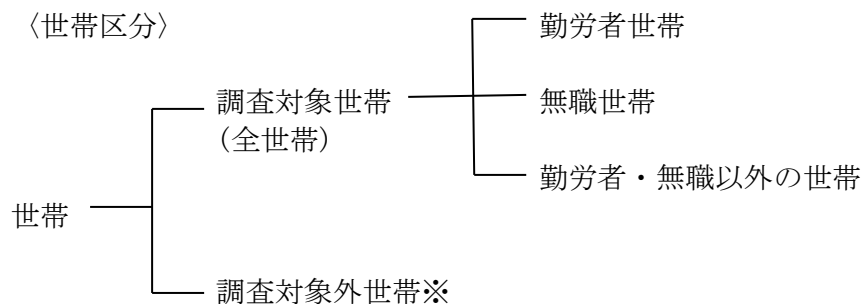 〈世帯区分〉
勤労者世帯
調査対象世帯
(全世帯)
無職世帯
勤労者・無職以外の世帯
世帯
調査対象外世帯※